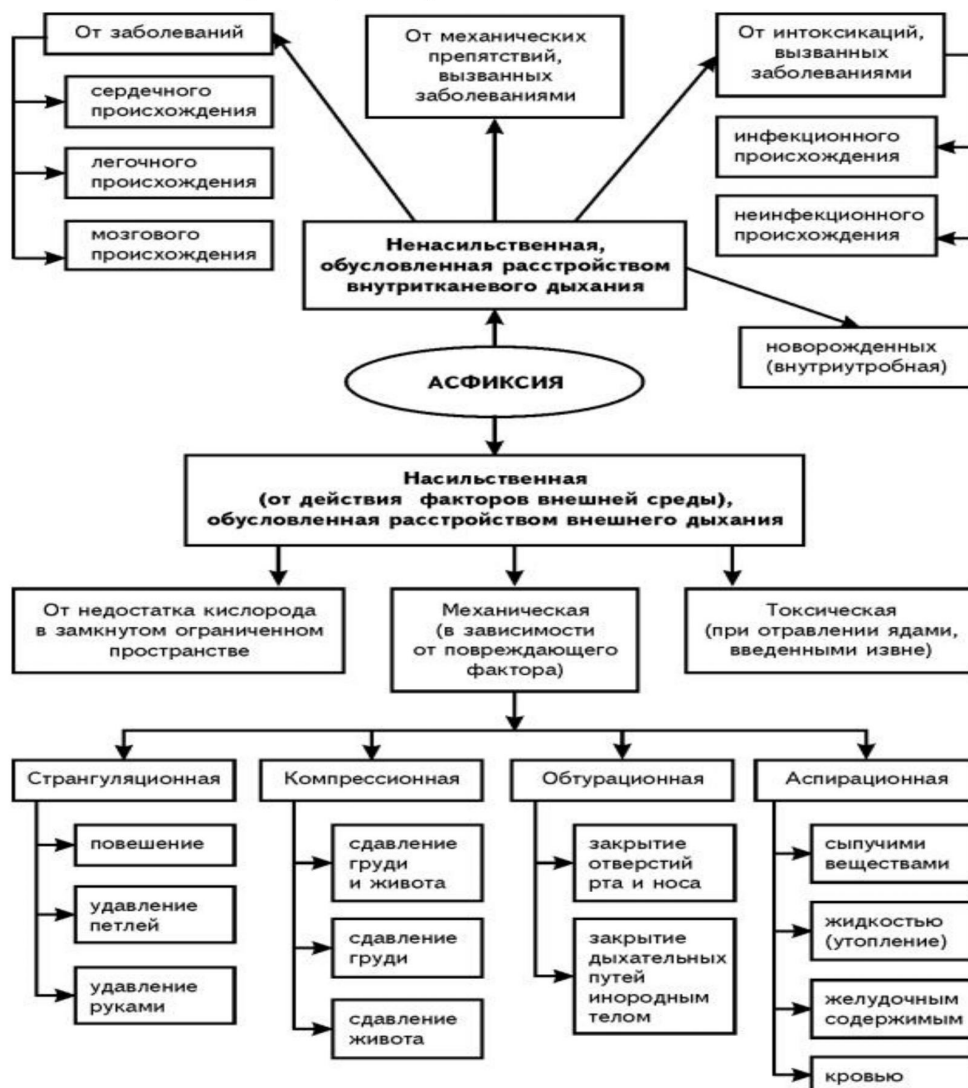 От заболеваний
сердечного
происхождения
легочного
происхождения
мозгового
происхождения
От механических
препятствий,
вызванных
заболеваниями
От интоксикаций,
вызванных
заболеваниями
инфекционного
происхождения
неинфекционного
происхождения
Ненасильственная,
обусловленная расстройством
внутритканевого дыхания
новорожденных
(внутриутробная)
АСФИКСИЯ
Насильственная
(от действия факторов внешней среды),
обусловленная расстройством внешнего дыхания
От недостатка кислорода
в замкнутом ограниченном
пространстве
Механическая
(в зависимости
от повреждающего
фактора)
Токсическая
(при отравлении ядами,
введенными извне)
Странгуляционная
повешение
удавление
петлей
удавление
руками
Компрессионная
сдавление
груди
и живота
сдавление
груди
сдавление
живота
Обтурационная
закрытие
отверстий
рта и носа
закрытие
дыхательных
путей
инородным
телом
Аспирационная
сыпучими
веществами
жидкостью
(утопление)
желудочным
содержимым
кровью